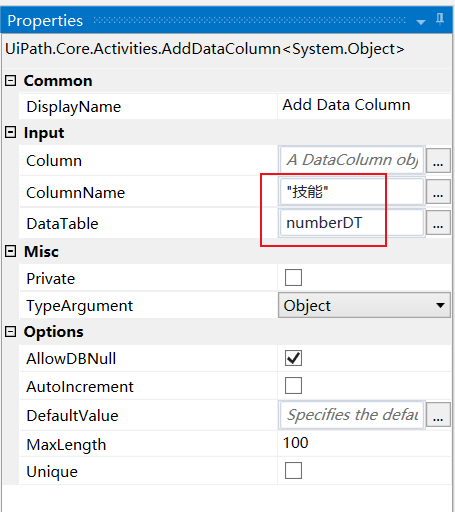 Properties
UiPath.Core.Activities.AddDataColumn<System.Object>
Common
DisplayName Add Data Column
Input
Column A DataColumn obj ...
ColumnName "技能" ...
DataTable numberDT ...
Misc
Private
TypeArgument Object
Options
AllowDBNull
AutoIncrement
DefaultValue Specifies the defau ...
MaxLength 100
Unique